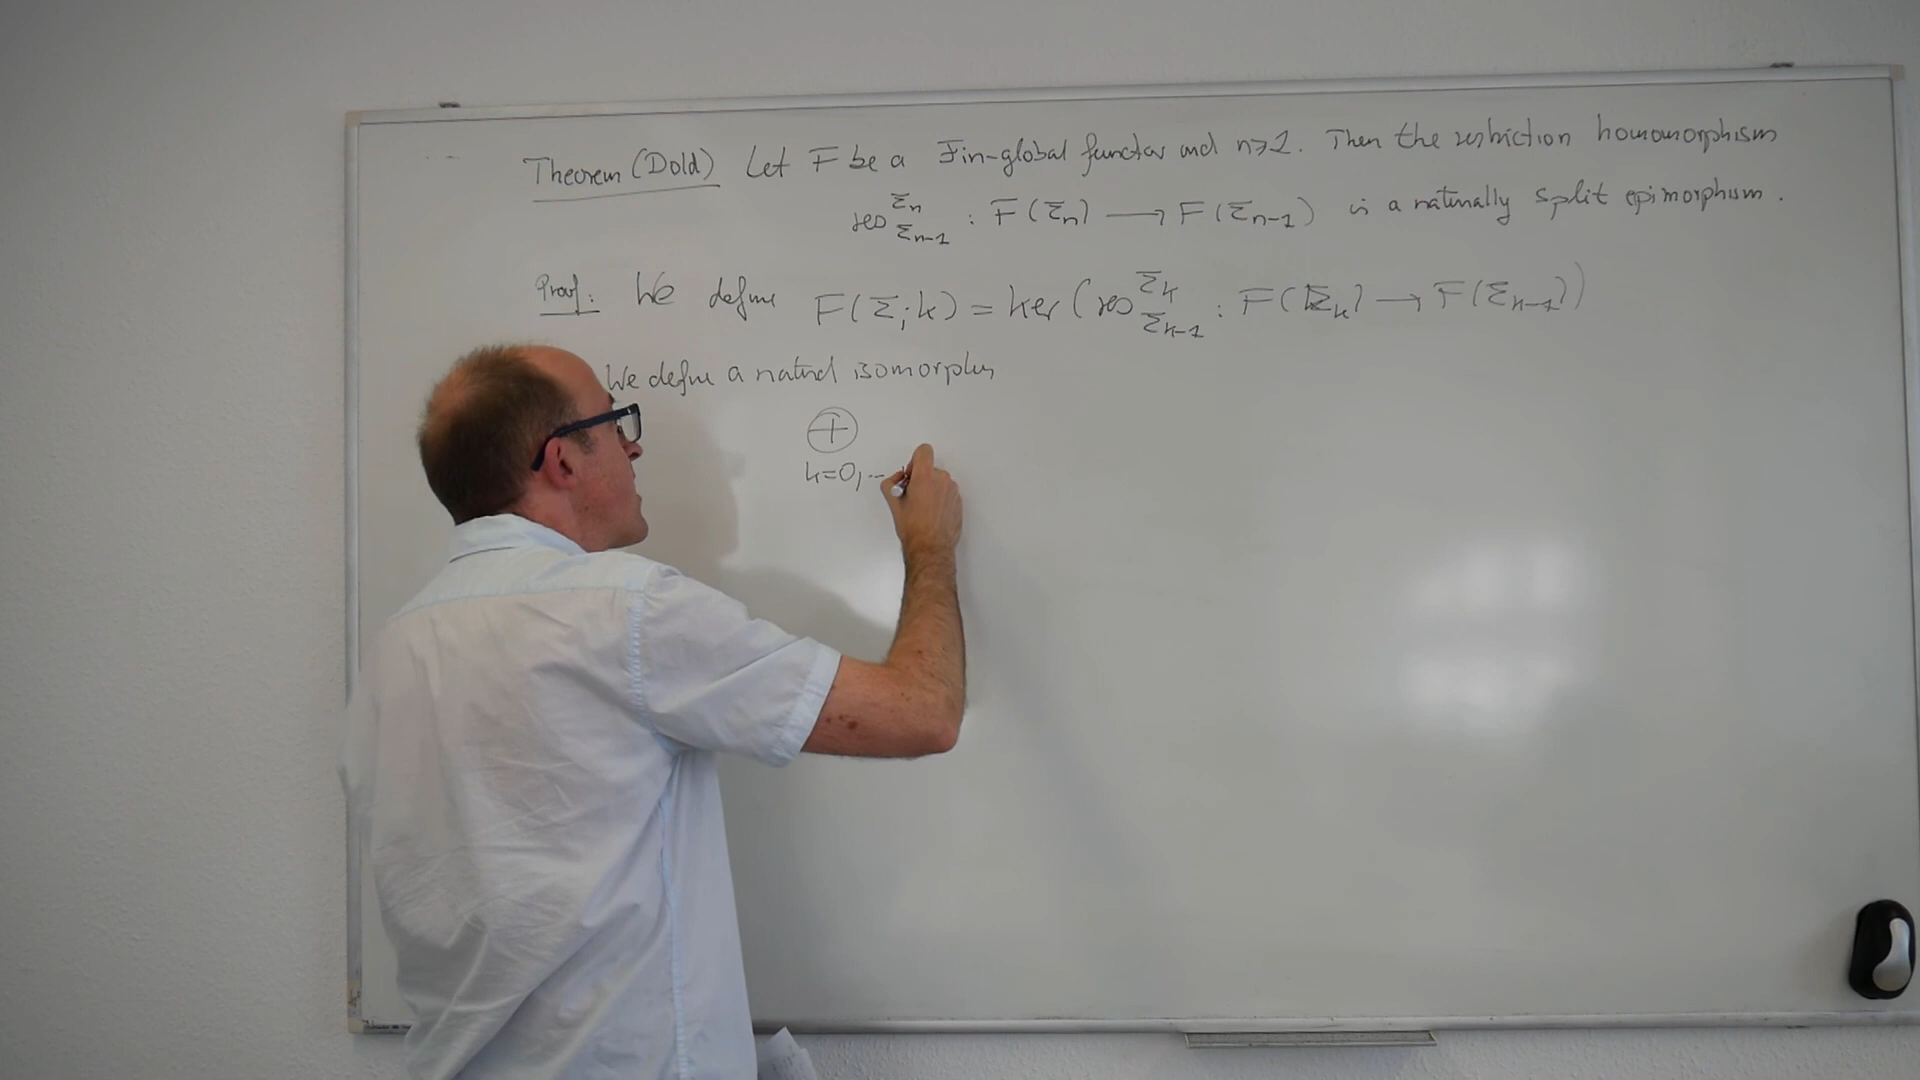 Theorem (Dold) Let F be a Fin-global functor and n≥1. Then the restriction homomorphism
res^{Σn}_{Σn-1} : F(Σn) → F(Σn-1) is a naturally split epimorphism.
Proof: We define F(Σ;k) = ker(res^{Σk}_{Σk-1} : F(Σk) → F(Σk-1))
We define a natural isomorphism
⊕
k=0,...